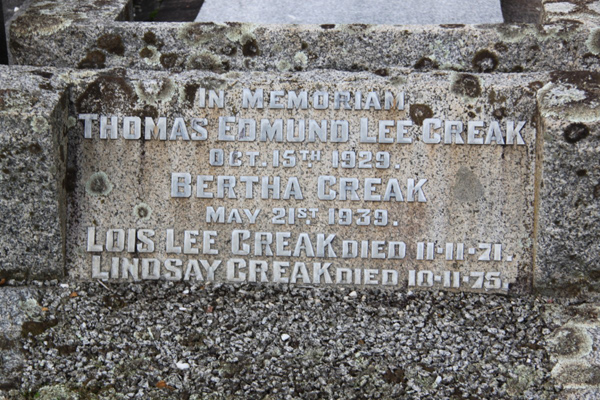 IN MEMORIAM
THOMAS EDMUND LEE CREAK
OCT. 15TH 1929.
BERTHA CREAK
MAY 21ST 1939.
LOIS LEE CREAK DIED 11-11-71.
LINDSAY CREAK DIED 10-11-75.